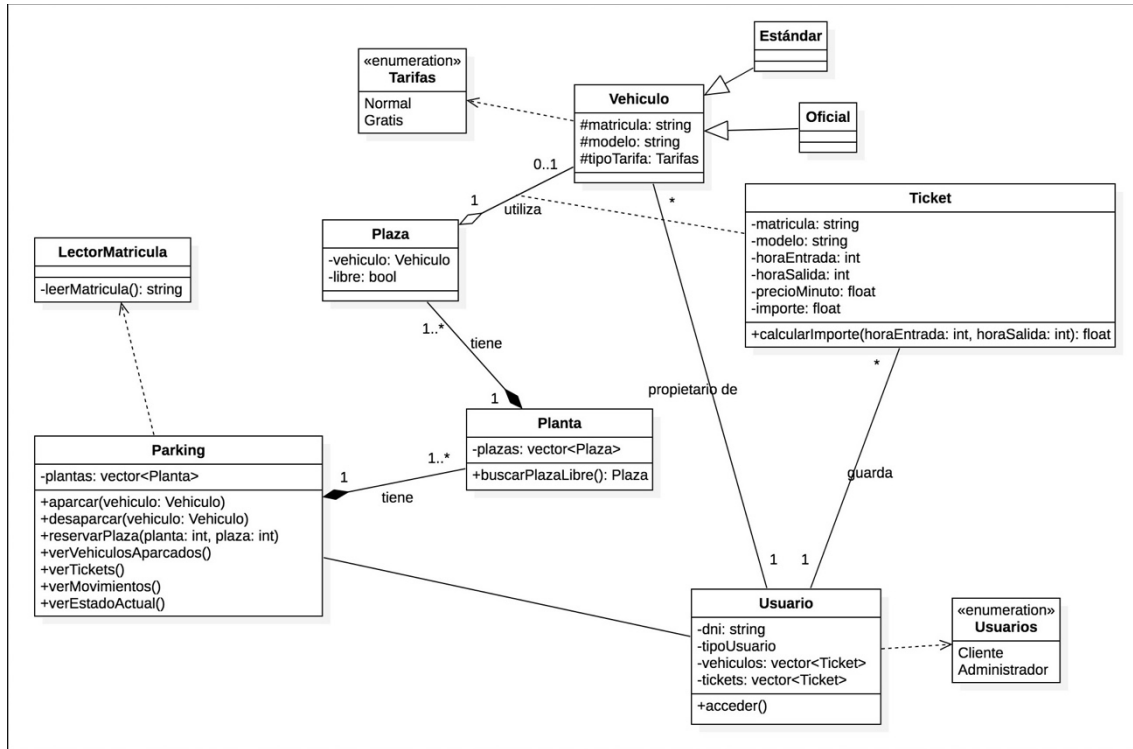 Estándar
«enumeration»
Tarifas
Normal
Gratis
Vehiculo
#matricula: string
#modelo: string
#tipoTarifa: Tarifas
Oficial
0..1
1
utiliza
*
Ticket
-matricula: string
-modelo: string
-horaEntrada: int
-horaSalida: int
-precioMinuto: float
-importe: float
+calcularImporte(horaEntrada: int, horaSalida: int): float
Plaza
-vehiculo: Vehiculo
-libre: bool
LectorMatricula
-leerMatricula(): string
1..*
tiene
1
propietario de
*
Planta
-plazas: vector<Plaza>
+buscarPlazaLibre(): Plaza
Parking
-plantas: vector<Planta>
+aparcar(vehiculo: Vehiculo)
+desaparcar(vehiculo: Vehiculo)
+reservarPlaza(planta: int, plaza: int)
+verVehiculosAparcados()
+verTickets()
+verMovimientos()
+verEstadoActual()
1
1..*
tiene
guarda
1
1
Usuario
-dni: string
-tipoUsuario
-vehiculos: vector<Ticket>
-tickets: vector<Ticket>
+acceder()
«enumeration»
Usuarios
Cliente
Administrador